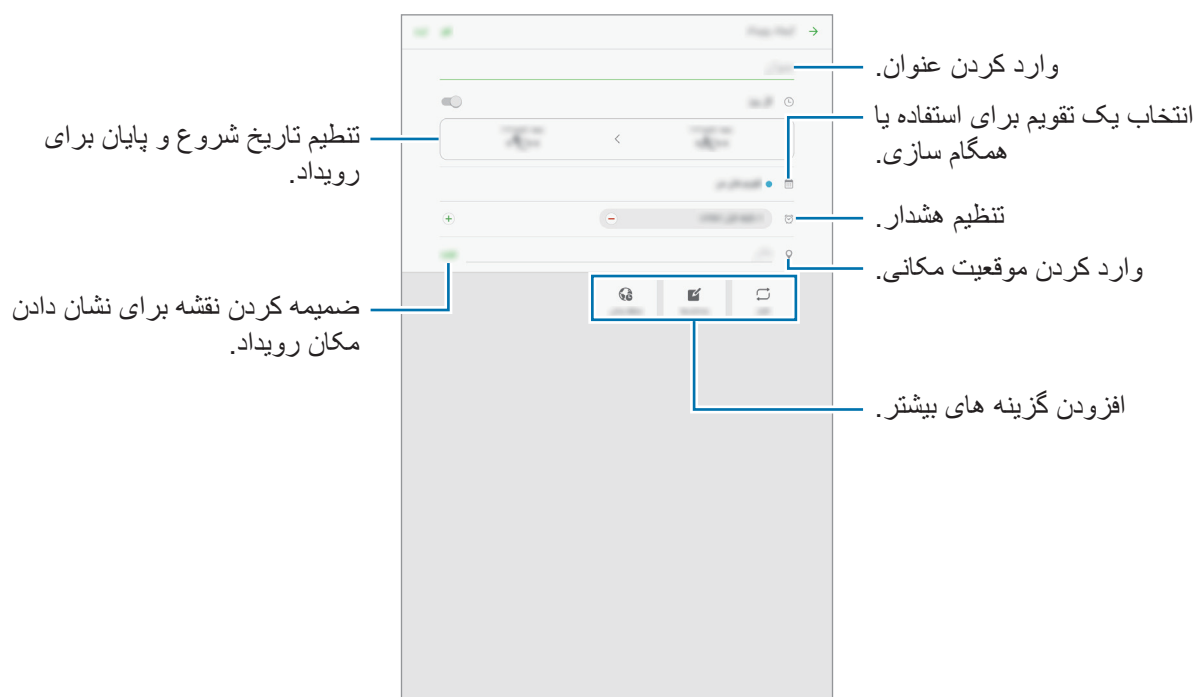 وارد کردن عنوان.
انتخاب یک تقویم برای استفاده یا
همگام سازی.
تنظیم هشدار.
وارد کردن موقعیت مکانی.
افزودن گزینه های بیشتر.
تنطیم تاریخ شروع و پایان برای
رویداد.
ضمیمه کردن نقشه برای نشان دادن
مکان رویداد.